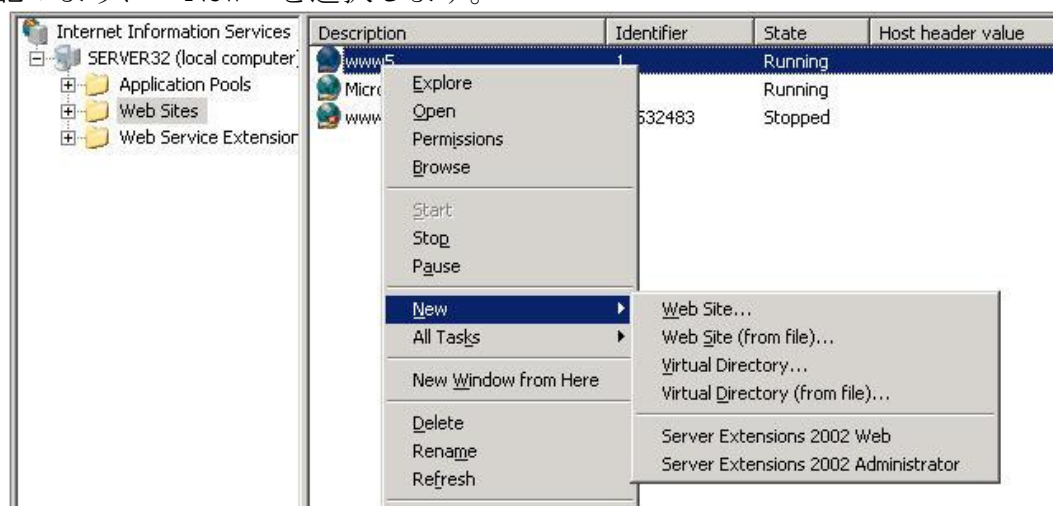 Internet Information Services
SERVER32 (local computer)
Application Pools
Web Sites
Web Service Extension
Description Identifier State Host header value
www5 1 Running
Micro Running
www 532483 Stopped
Explore
Open
Permissions
Browse
Start
Stop
Pause
New
All Tasks
New Window from Here
Delete
Rename
Refresh
Web Site...
Web Site (from file)...
Virtual Directory...
Virtual Directory (from file)...
Server Extensions 2002 Web
Server Extensions 2002 Administrator